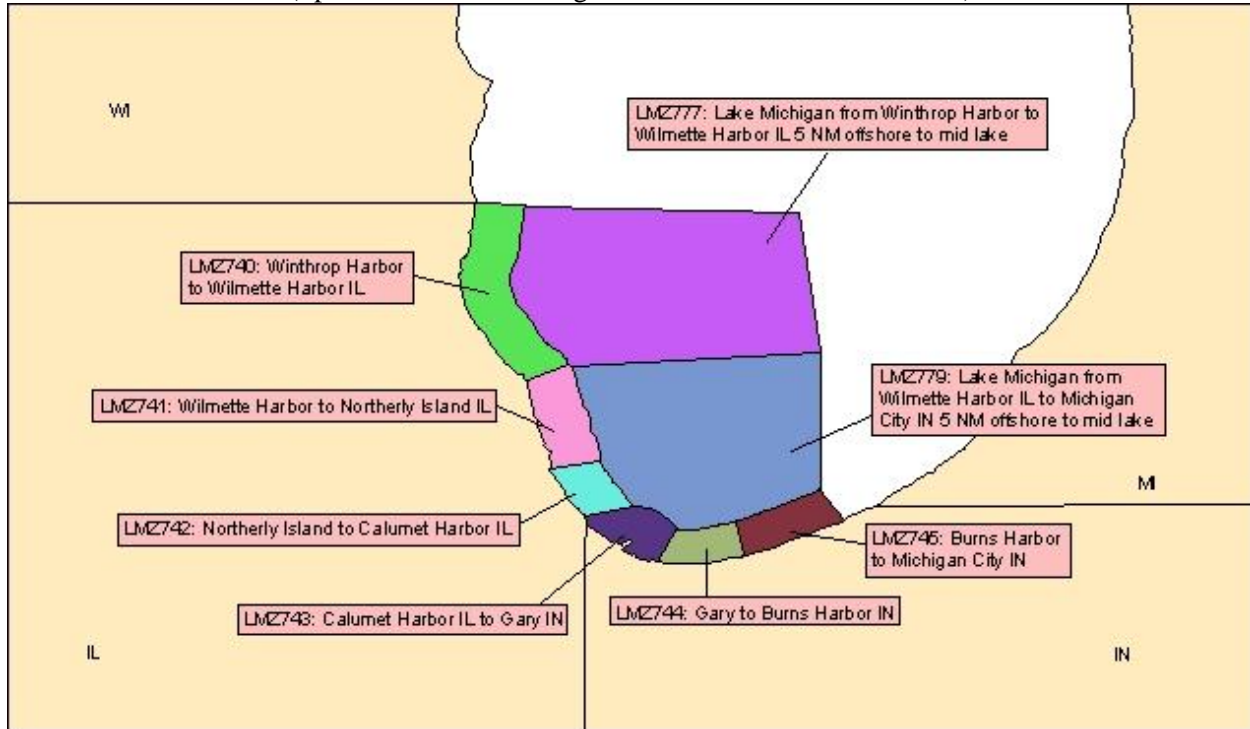 WI
LMZ777: Lake Michigan from Winthrop Harbor to
Wilmette Harbor IL 5 NM offshore to mid lake
LMZ740: Winthrop Harbor
to Wilmette Harbor IL
LMZ779: Lake Michigan from
Wilmette Harbor IL to Michigan
City IN 5 NM offshore to mid lake
LMZ741: Wilmette Harbor to Northerly Island IL
MI
LMZ742: Northerly Island to Calumet Harbor IL
LMZ745: Burns Harbor
to Michigan City IN
LMZ743: Calumet Harbor IL to Gary IN
LMZ744: Gary to Burns Harbor IN
IL
IN